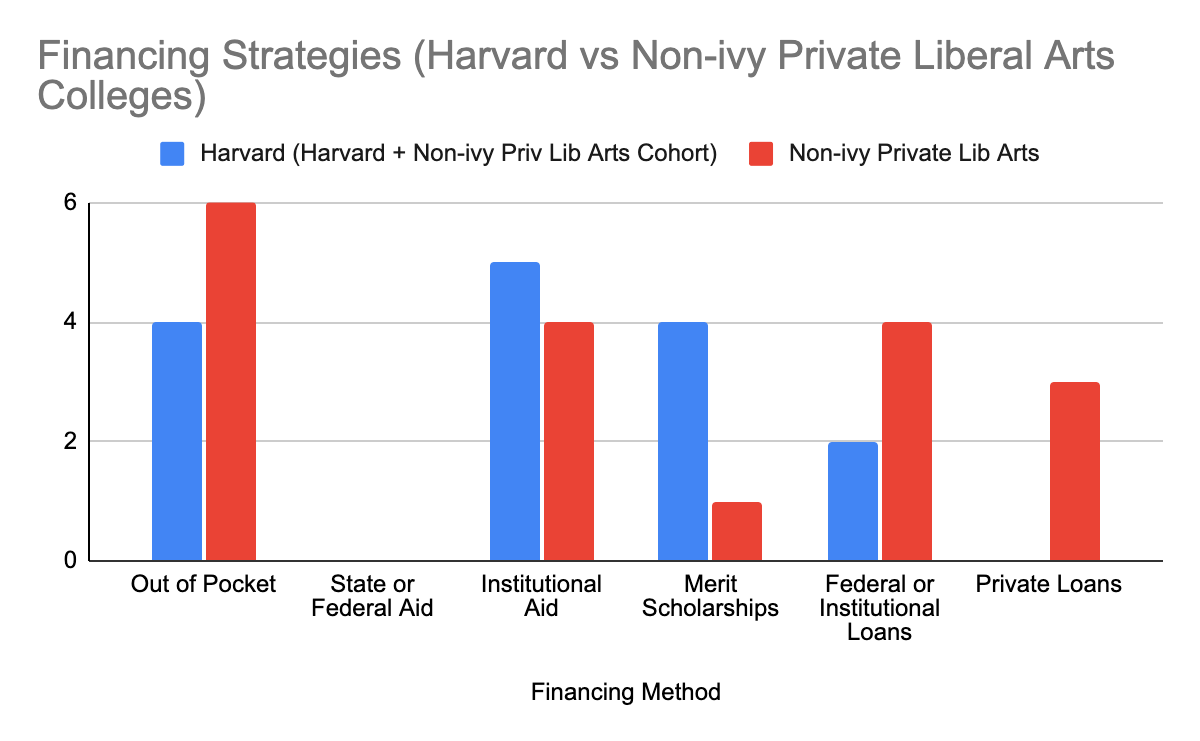 Financing Strategies (Harvard vs Non-ivy Private Liberal Arts
Colleges)
Harvard (Harvard + Non-ivy Priv Lib Arts Cohort)
Non-ivy Private Lib Arts
6
4
2
0
Out of Pocket
State or
Federal Aid
Institutional
Aid
Merit
Scholarships
Federal or
Institutional
Loans
Private Loans
Financing Method